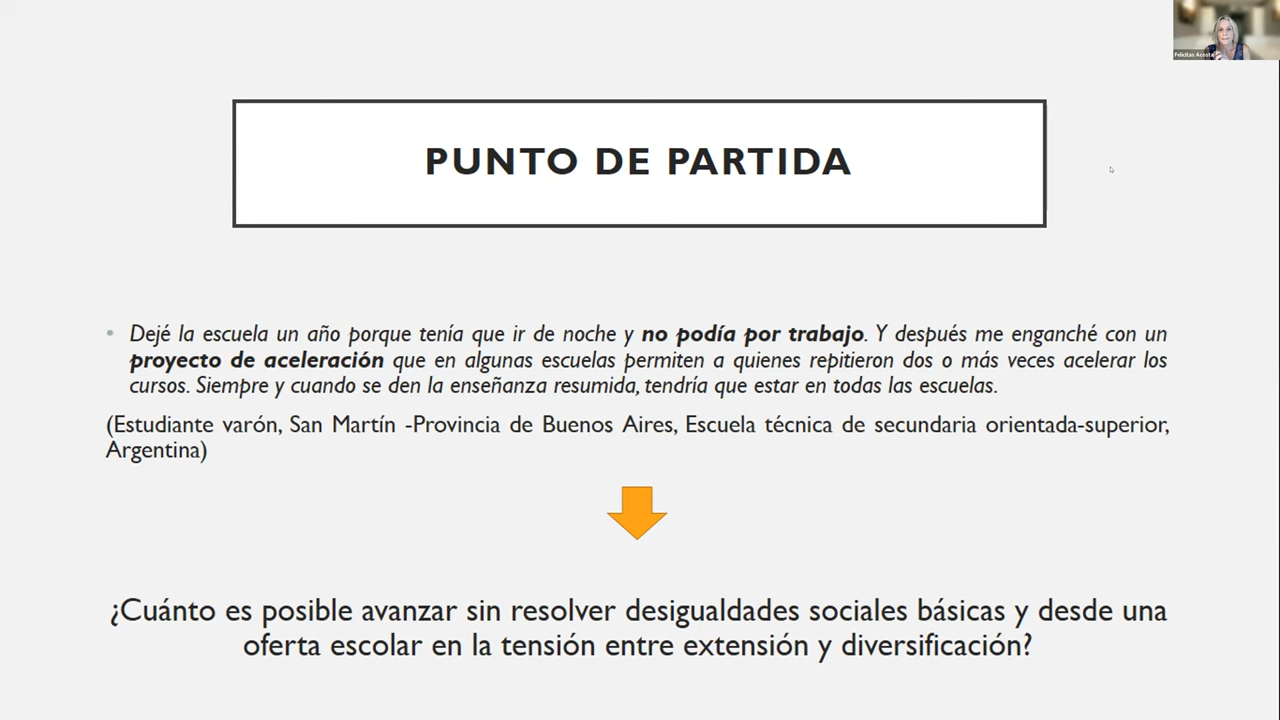 Felicitas Acosta
PUNTO DE PARTIDA
• Dejé la escuela un año porque tenía que ir de noche y no podía por trabajo. Y después me enganché con un
proyecto de aceleración que en algunas escuelas permiten a quienes repitieron dos o más veces acelerar los
cursos. Siempre y cuando se den la enseñanza resumida, tendría que estar en todas las escuelas.
(Estudiante varón, San Martín -Provincia de Buenos Aires, Escuela técnica de secundaria orientada-superior,
Argentina)
¿Cuánto es posible avanzar sin resolver desigualdades sociales básicas y desde una
oferta escolar en la tensión entre extensión y diversificación?